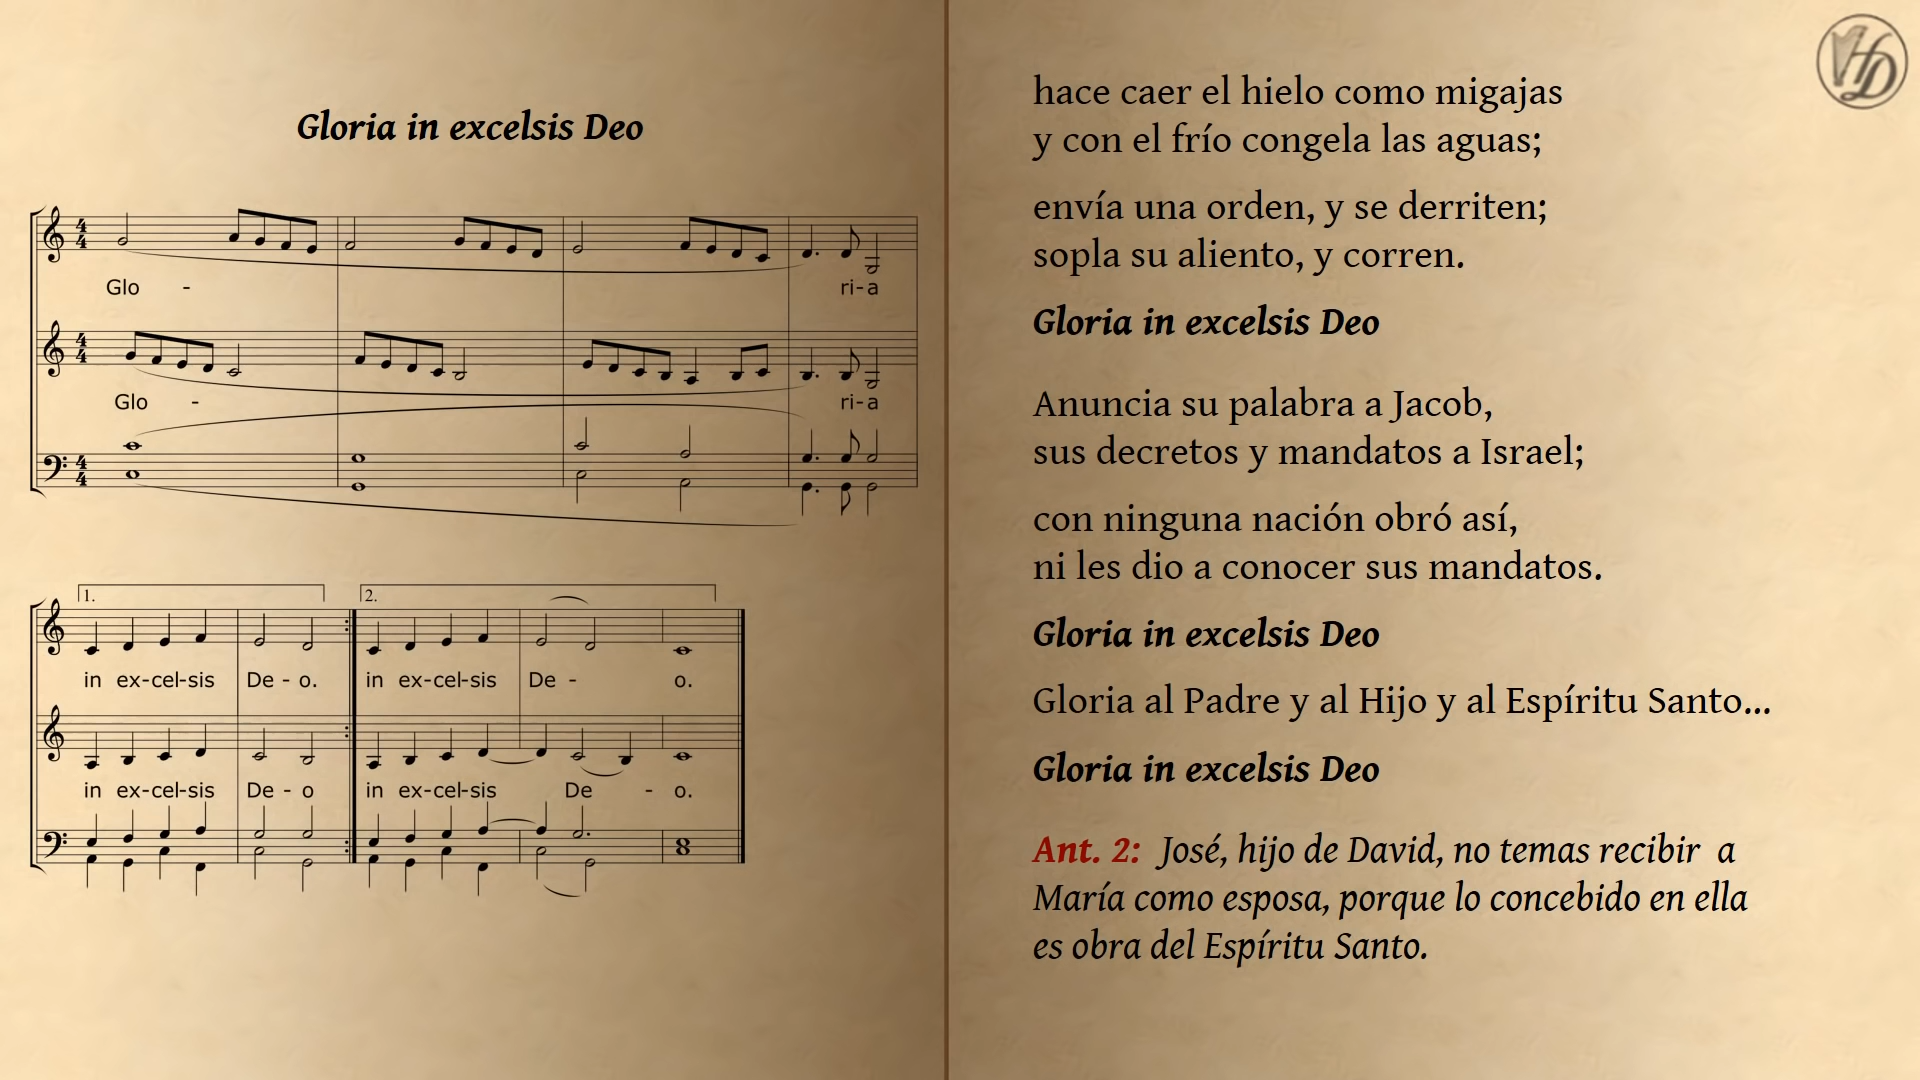 Gloria in excelsis Deo
Glo - ri-a
Glo - ri-a
1. 2.
in ex-cel-sis De - o. in ex-cel-sis De - o.
in ex-cel-sis De - o in ex-cel-sis De - o.
HD
hace caer el hielo como migajas
y con el frío congela las aguas;
envía una orden, y se derriten;
sopla su aliento, y corren.
Gloria in excelsis Deo
Anuncia su palabra a Jacob,
sus decretos y mandatos a Israel;
con ninguna nación obró así,
ni les dio a conocer sus mandatos.
Gloria in excelsis Deo
Gloria al Padre y al Hijo y al Espíritu Santo...
Gloria in excelsis Deo
Ant. 2: José, hijo de David, no temas recibir a
María como esposa, porque lo concebido en ella
es obra del Espíritu Santo.